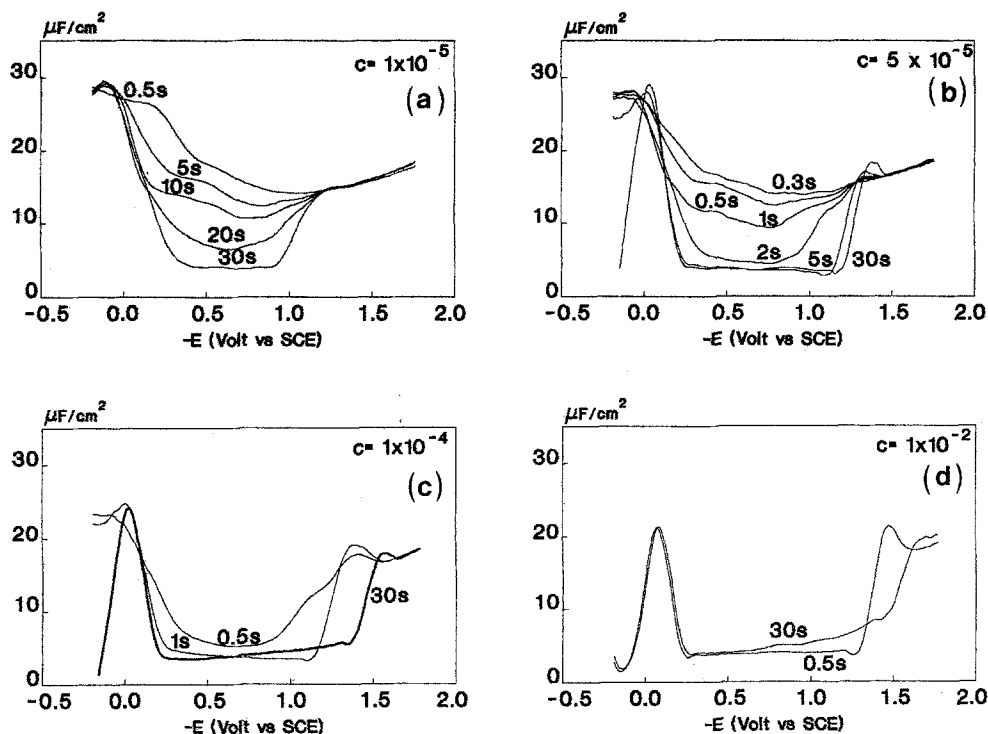 μF/cm²
c= 1x10⁻⁵
(a)
30
20
10
0
0.5s
5s
10s
20s
30s
-0.5 0.0 0.5 1.0 1.5 2.0
-E (Volt vs SCE)
μF/cm²
c= 5 x 10⁻⁵
(b)
30
20
10
0
0.3s
0.5s
1s
2s
5s
30s
-0.5 0.0 0.5 1.0 1.5 2.0
-E (Volt vs SCE)
μF/cm²
c= 1x10⁻⁴
(c)
30
20
10
0
30s
1s
0.5s
-0.5 0.0 0.5 1.0 1.5 2.0
-E (Volt vs SCE)
μF/cm²
c= 1x10⁻²
(d)
30
20
10
0
30s
0.5s
-0.5 0.0 0.5 1.0 1.5 2.0
-E (Volt vs SCE)